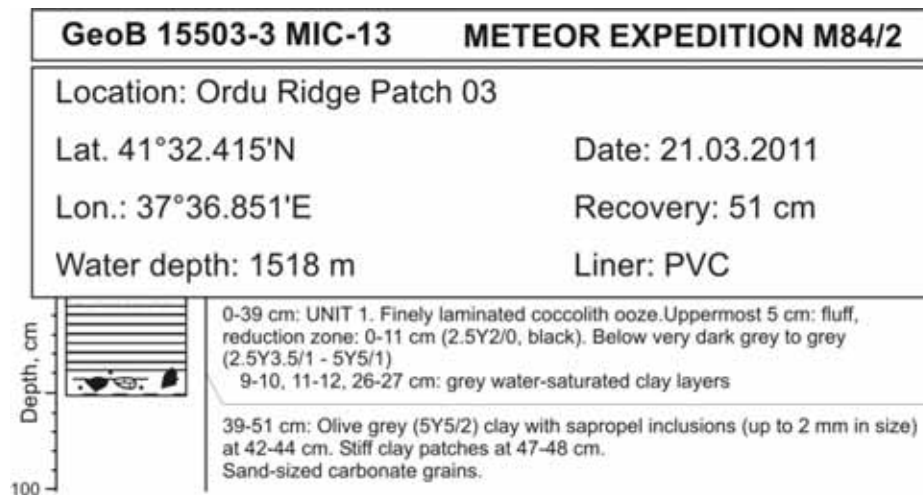 GeoB 15503-3 MIC-13 METEOR EXPEDITION M84/2
Location: Ordu Ridge Patch 03
Lat. 41°32.415'N Date: 21.03.2011
Lon.: 37°36.851'E Recovery: 51 cm
Water depth: 1518 m Liner: PVC
0-39 cm: UNIT 1. Finely laminated coccolith ooze.Uppermost 5 cm: fluff,
reduction zone: 0-11 cm (2.5Y2/0, black). Below very dark grey to grey
(2.5Y3.5/1 - 5Y5/1)
9-10, 11-12, 26-27 cm: grey water-saturated clay layers
39-51 cm: Olive grey (5Y5/2) clay with sapropel inclusions (up to 2 mm in size)
at 42-44 cm. Stiff clay patches at 47-48 cm.
Sand-sized carbonate grains.
Depth, cm
100